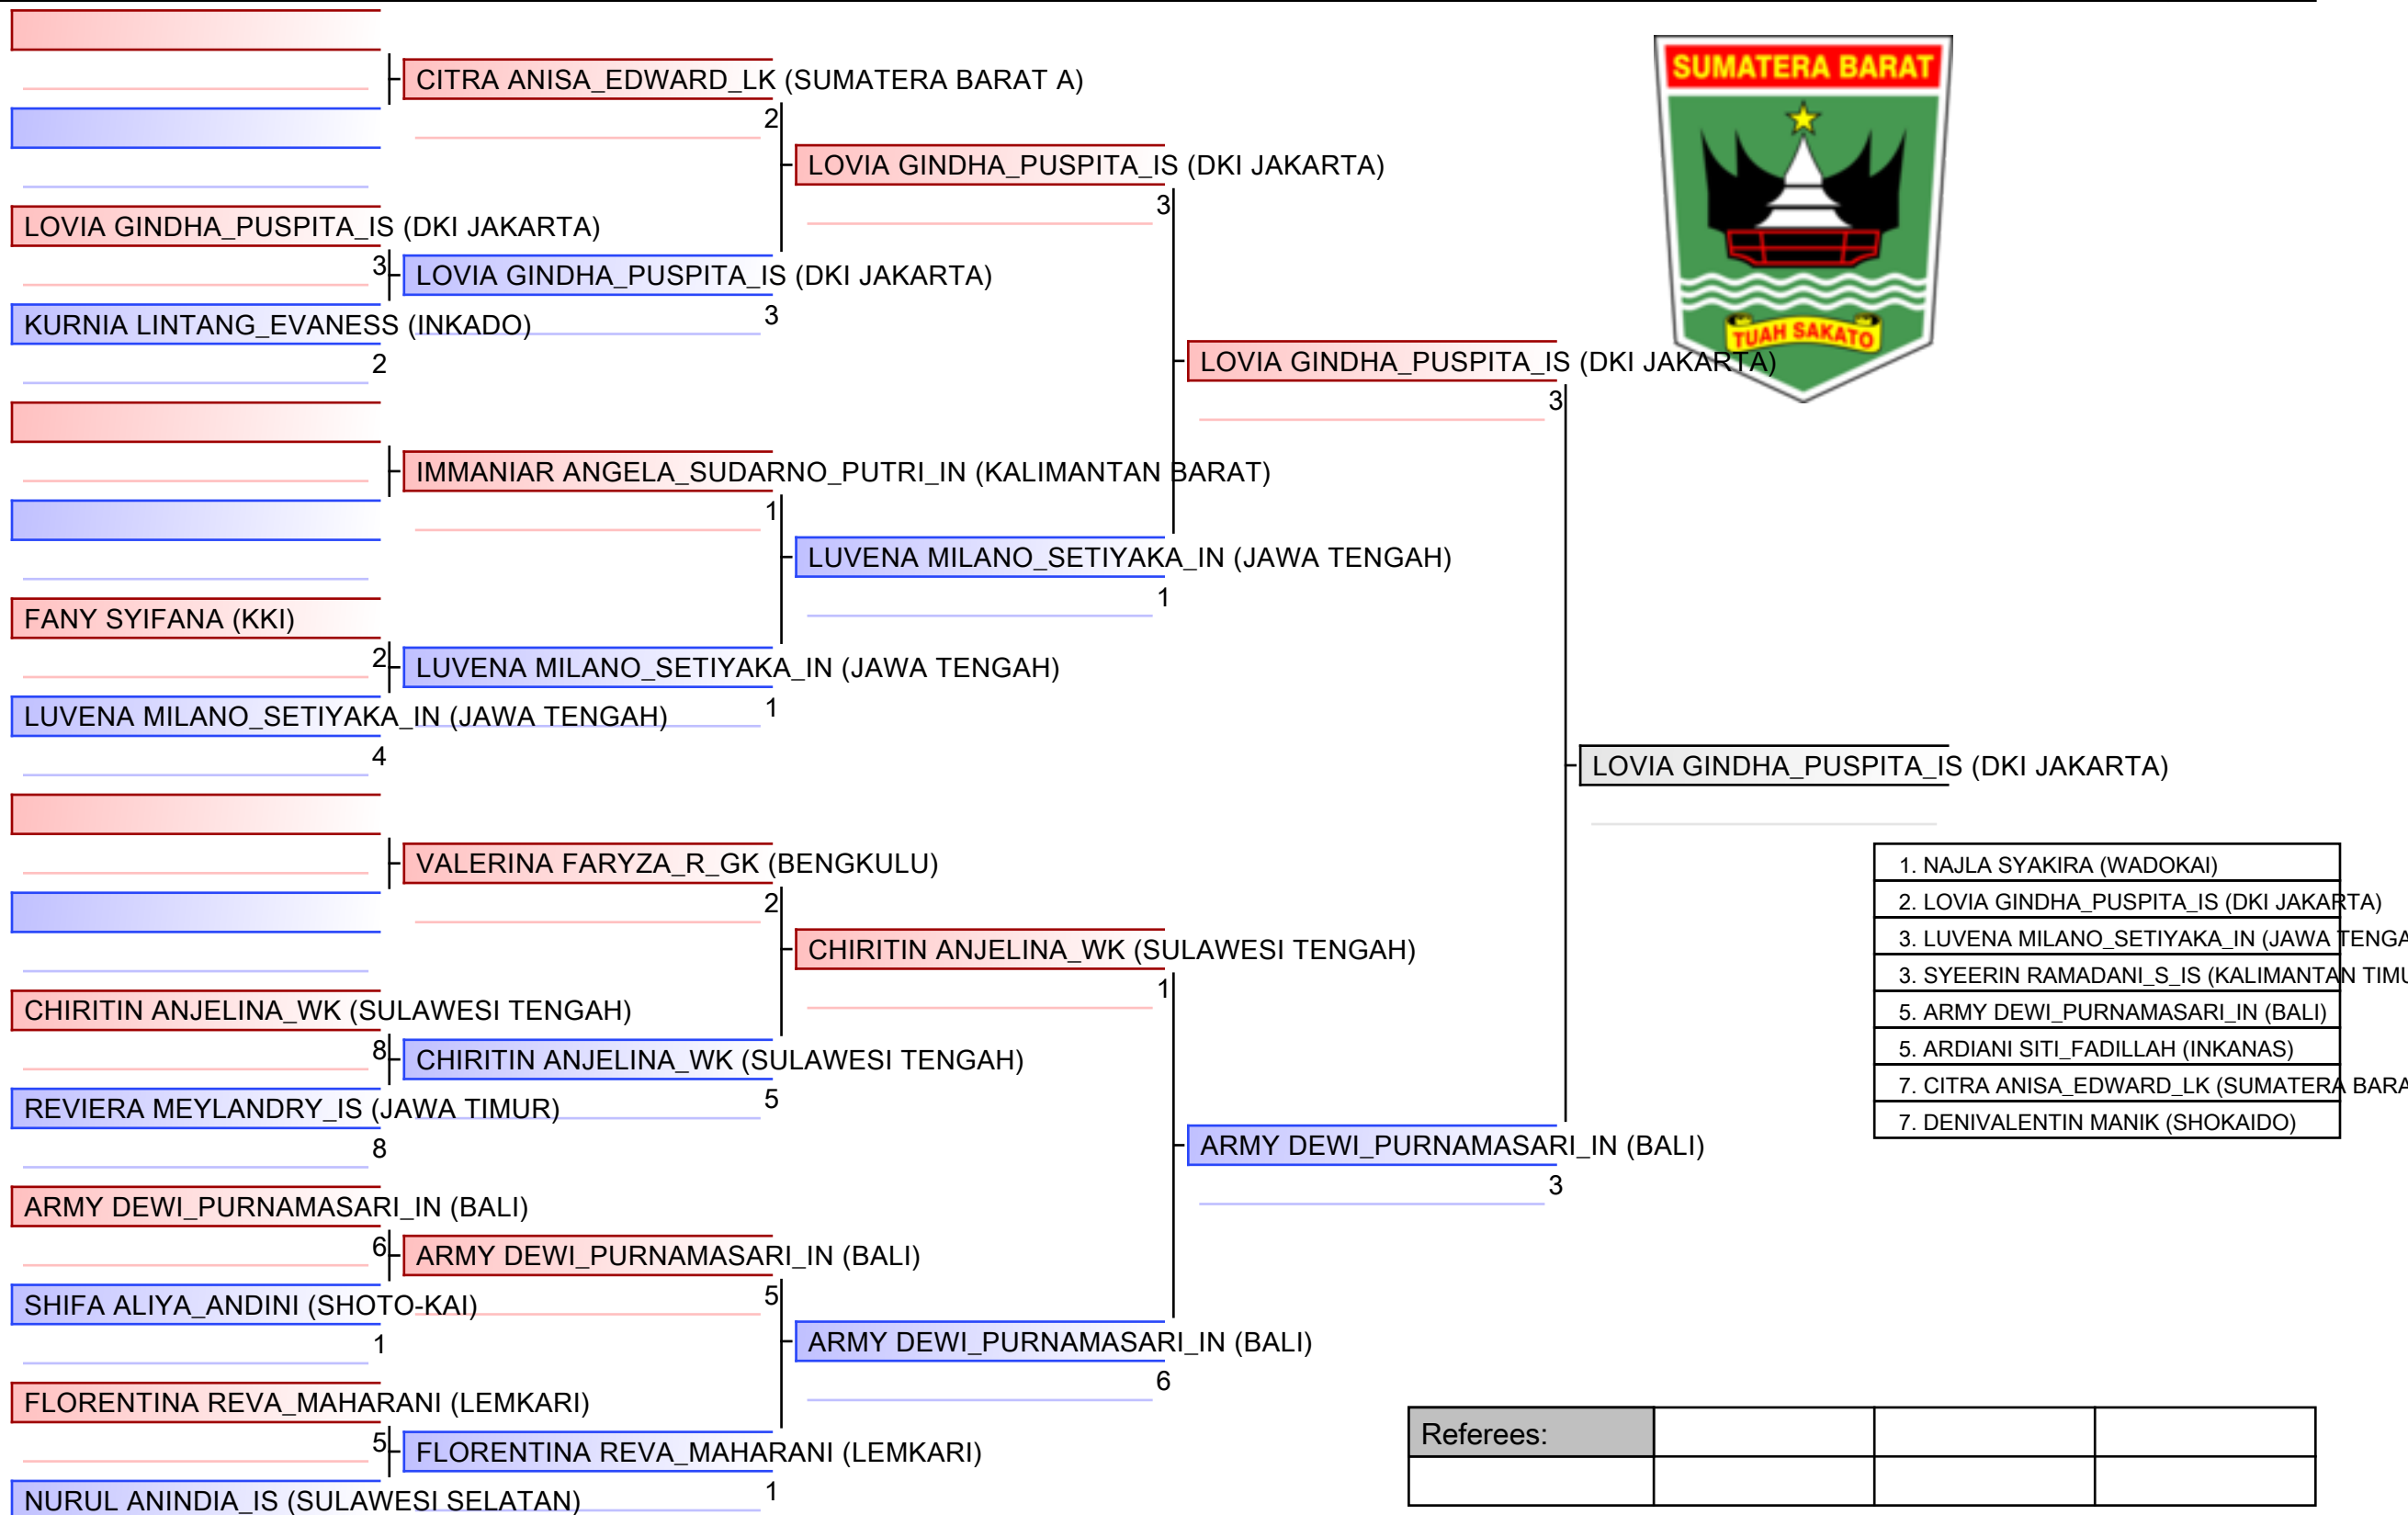 CITRA ANISA_EDWARD_LK (SUMATERA BARAT A)
2
LOVIA GINDHA_PUSPITA_IS (DKI JAKARTA)
3
LOVIA GINDHA_PUSPITA_IS (DKI JAKARTA)
3
LOVIA GINDHA_PUSPITA_IS (DKI JAKARTA)
3
KURNIA LINTANG_EVANESS (INKADO)
2
LOVIA GINDHA_PUSPITA_IS (DKI JAKARTA)
3
IMMANIAR ANGELA_SUDARNO_PUTRI_IN (KALIMANTAN BARAT)
1
LUVENA MILANO_SETIYAKA_IN (JAWA TENGAH)
1
FANY SYIFANA (KKI)
2
LUVENA MILANO_SETIYAKA_IN (JAWA TENGAH)
1
LUVENA MILANO_SETIYAKA_IN (JAWA TENGAH)
4
LOVIA GINDHA_PUSPITA_IS (DKI JAKARTA)
VALERINA FARYZA_R_GK (BENGKULU)
2
CHIRITIN ANJELINA_WK (SULAWESI TENGAH)
1
CHIRITIN ANJELINA_WK (SULAWESI TENGAH)
8
CHIRITIN ANJELINA_WK (SULAWESI TENGAH)
5
REVIERA MEYLANDRY_IS (JAWA TIMUR)
8
ARMY DEWI_PURNAMASARI_IN (BALI)
3
ARMY DEWI_PURNAMASARI_IN (BALI)
6
ARMY DEWI_PURNAMASARI_IN (BALI)
5
SHIFA ALIYA_ANDINI (SHOTO-KAI)
1
ARMY DEWI_PURNAMASARI_IN (BALI)
6
FLORENTINA REVA_MAHARANI (LEMKARI)
5
FLORENTINA REVA_MAHARANI (LEMKARI)
1
NURUL ANINDIA_IS (SULAWESI SELATAN)
SUMATERA BARAT
TUAH SAKATO
1. NAJLA SYAKIRA (WADOKAI)
2. LOVIA GINDHA_PUSPITA_IS (DKI JAKARTA)
3. LUVENA MILANO_SETIYAKA_IN (JAWA TENGA
3. SYEERIN RAMADANI_S_IS (KALIMANTAN TIMU
5. ARMY DEWI_PURNAMASARI_IN (BALI)
5. ARDIANI SITI_FADILLAH (INKANAS)
7. CITRA ANISA_EDWARD_LK (SUMATERA BARA
7. DENIVALENTIN MANIK (SHOKAIDO)
Referees: